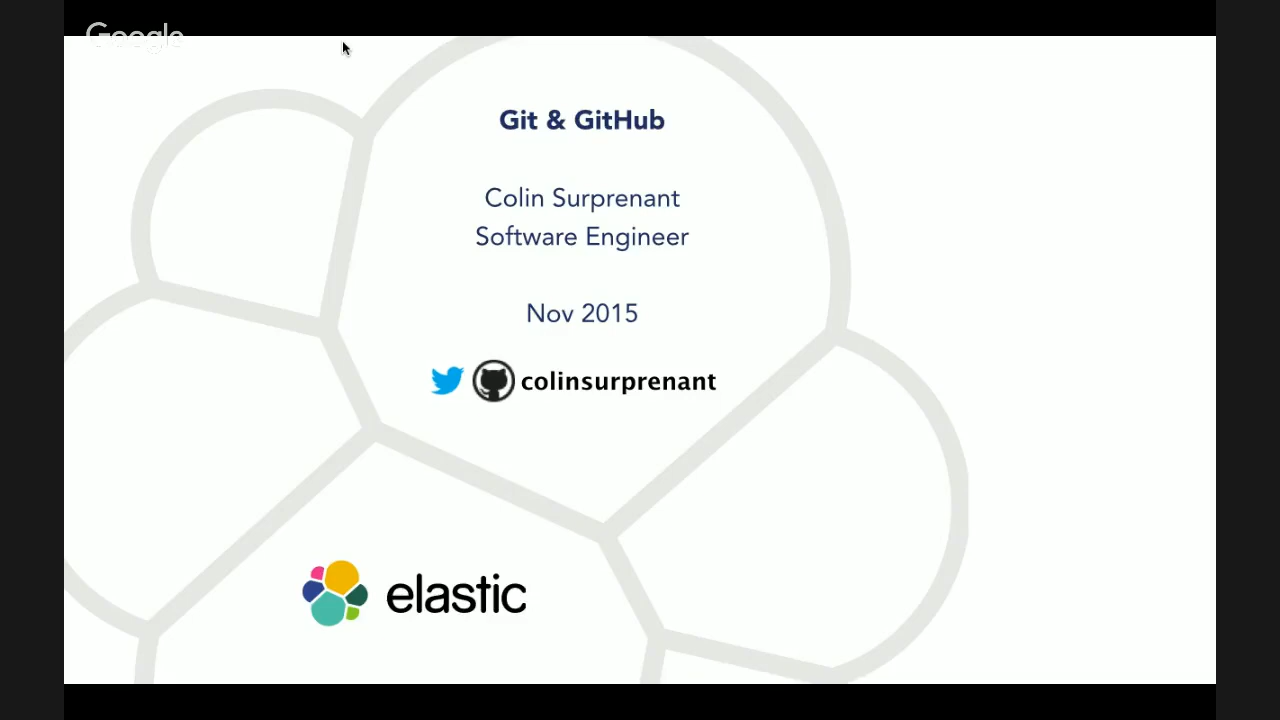 Google
Git & GitHub
Colin Surprenant
Software Engineer
Nov 2015
colinsurprenant
elastic